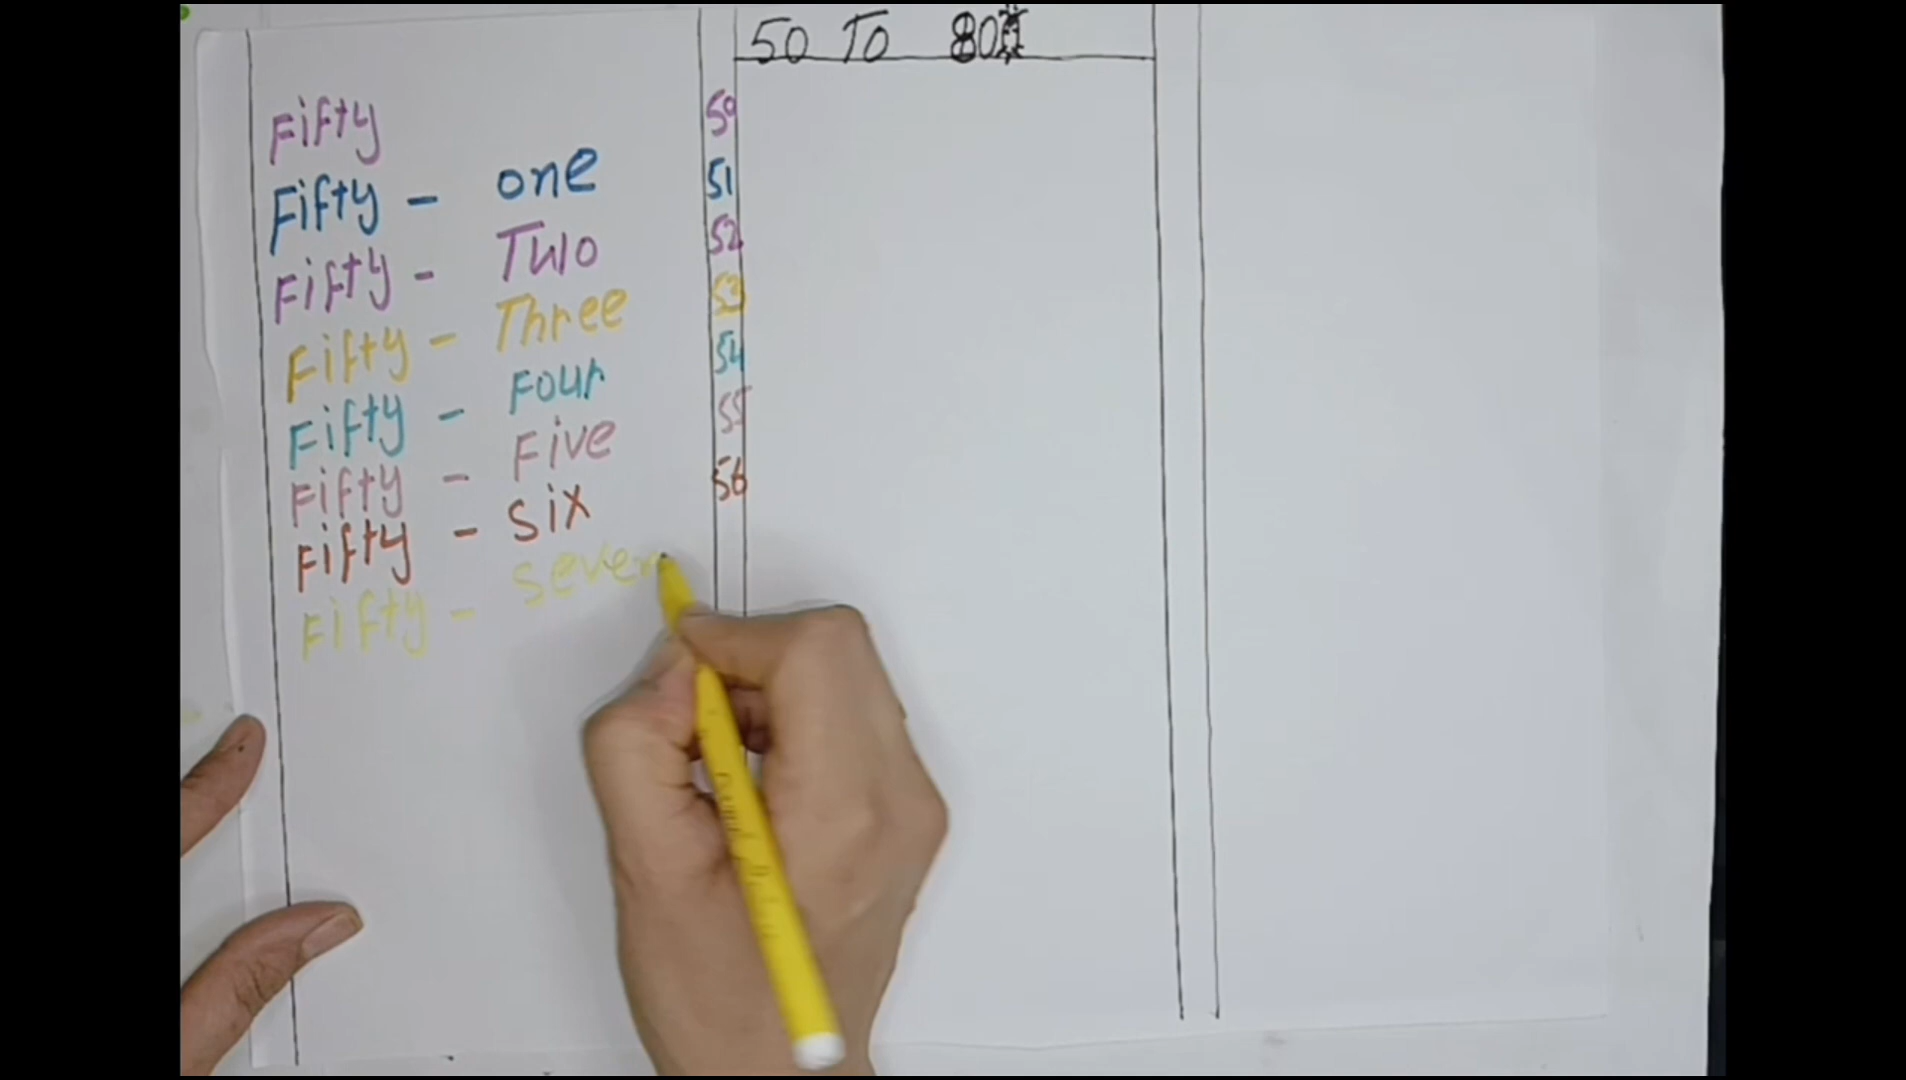 50 To 80
Fifty 50
Fifty - one 51
Fifty - Two 52
Fifty - Three 53
Fifty - Four 54
Fifty - Five 55
Fifty - six 56
Fifty - seven